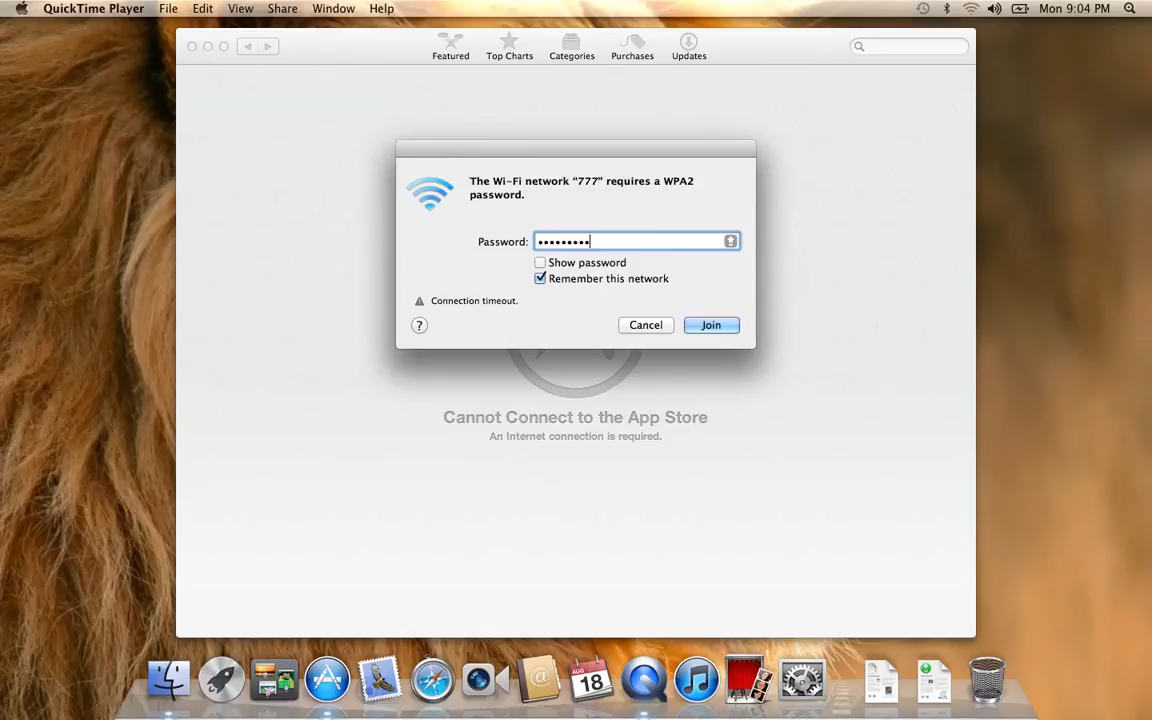 QuickTime Player File Edit View Share Window Help Mon 9:04 PM
Featured Top Charts Categories Purchases Updates
The Wi-Fi network “777” requires a WPA2
password.
Password: •••••••••
Show password
Remember this network
Connection timeout.
? Cancel Join
Cannot Connect to the App Store
An Internet connection is required.
AUG
18